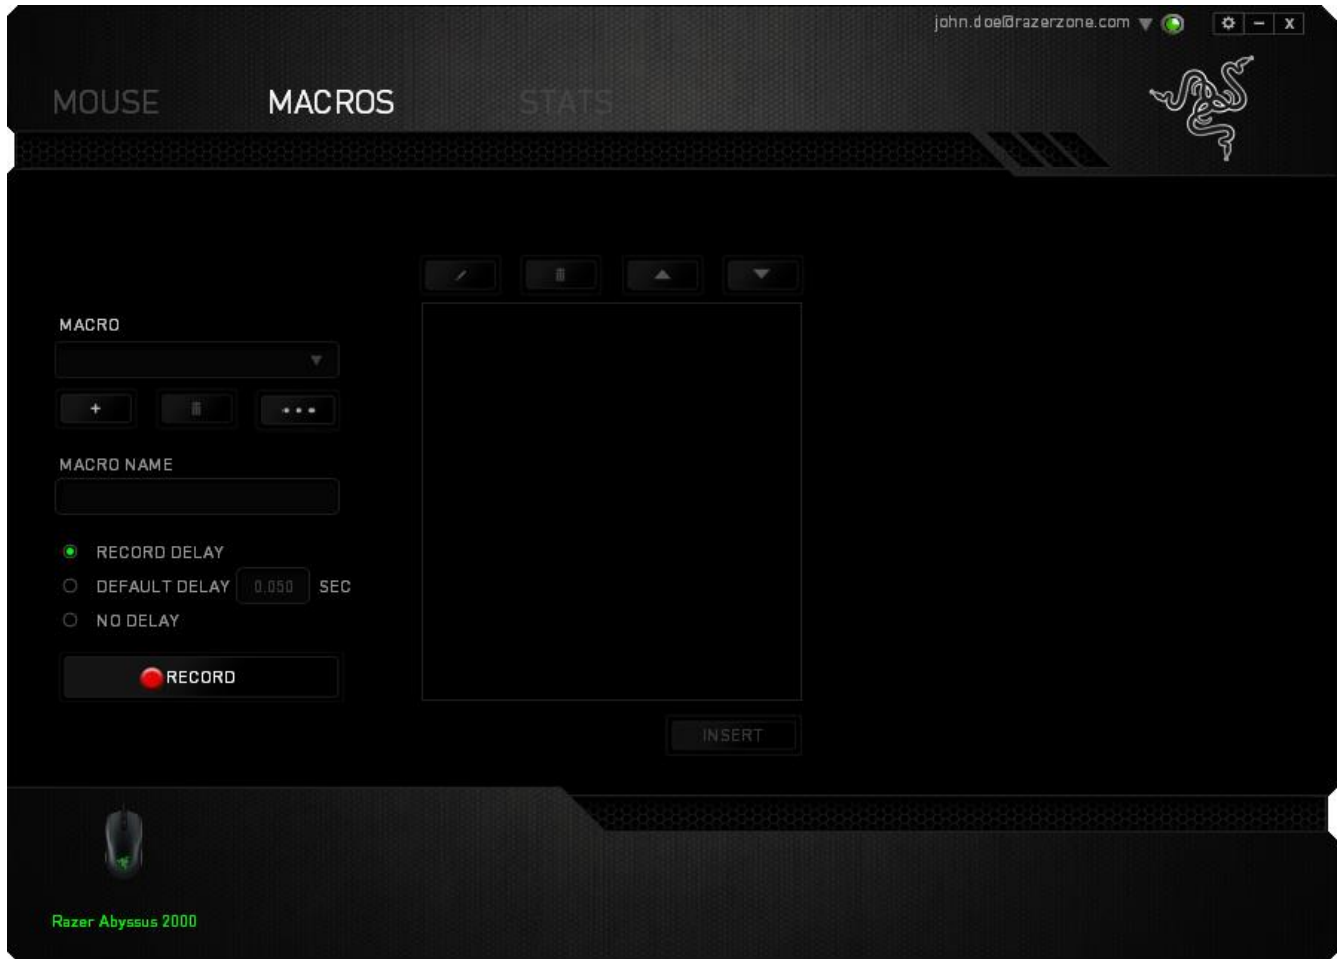 john.doe@razerzone.com
MOUSE MACROS STATS
MACRO
MACRO NAME
RECORD DELAY
DEFAULT DELAY 0.050 SEC
NO DELAY
RECORD
INSERT
Razer Abyssus 2000